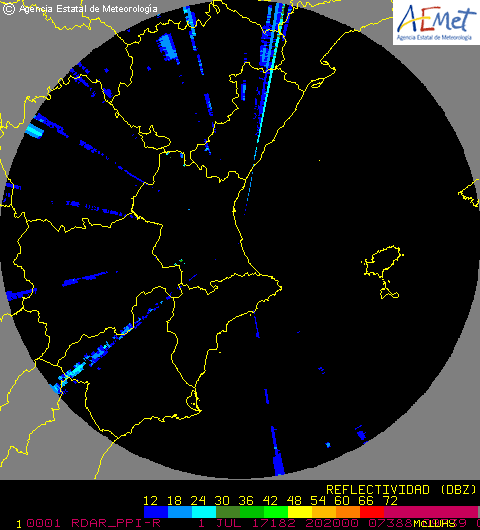 © Agencia Estatal de Meteorología
AEMet
Agencia Estatal de Meteorología
REFLECTIVIDAD (DBZ)
12 18 24 30 36 42 48 54 60 66 72
1 0001 RDAR_PPI-R 1 JUL 17182 202000